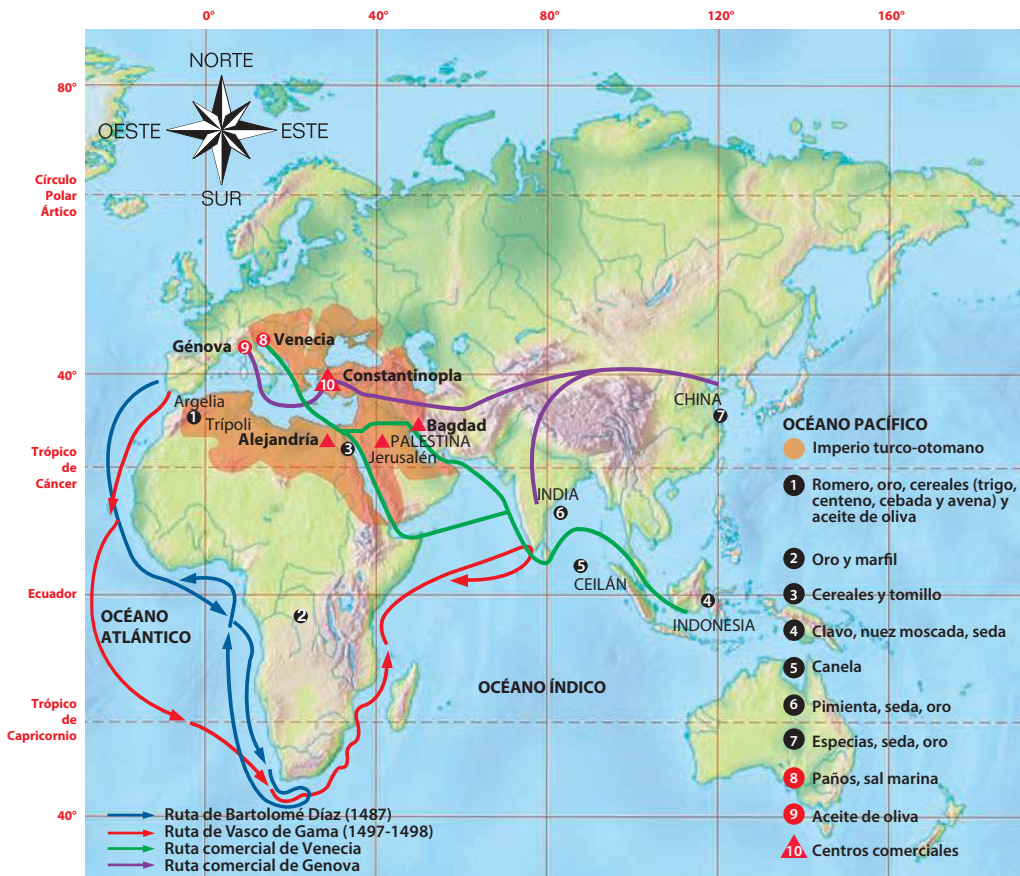 0°
40°
80°
120°
160°
80°
Círculo
Polar
Ártico
40°
Trópico
de
Cáncer
Ecuador
Trópico
de
Capricornio
40°
NORTE
OESTE
ESTE
SUR
Génova
9
8
Venecia
10
Constantinopla
Argelia
1
Trípoli
Alejandría
3
Bagdad
PALESTINA
Jerusalén
CHINA
7
INDIA
6
5
CEILÁN
4
INDONESIA
2
OCÉANO
ATLÁNTICO
OCÉANO ÍNDICO
OCÉANO PACÍFICO
Imperio turco-otomano
1 Romero, oro, cereales (trigo,
centeno, cebada y avena) y
aceite de oliva
2 Oro y marfil
3 Cereales y tomillo
4 Clavo, nuez moscada, seda
5 Canela
6 Pimienta, seda, oro
7 Especias, seda, oro
8 Paños, sal marina
9 Aceite de oliva
10 Centros comerciales
Ruta de Bartolomé Díaz (1487)
Ruta de Vasco de Gama (1497-1498)
Ruta comercial de Venecia
Ruta comercial de Genova